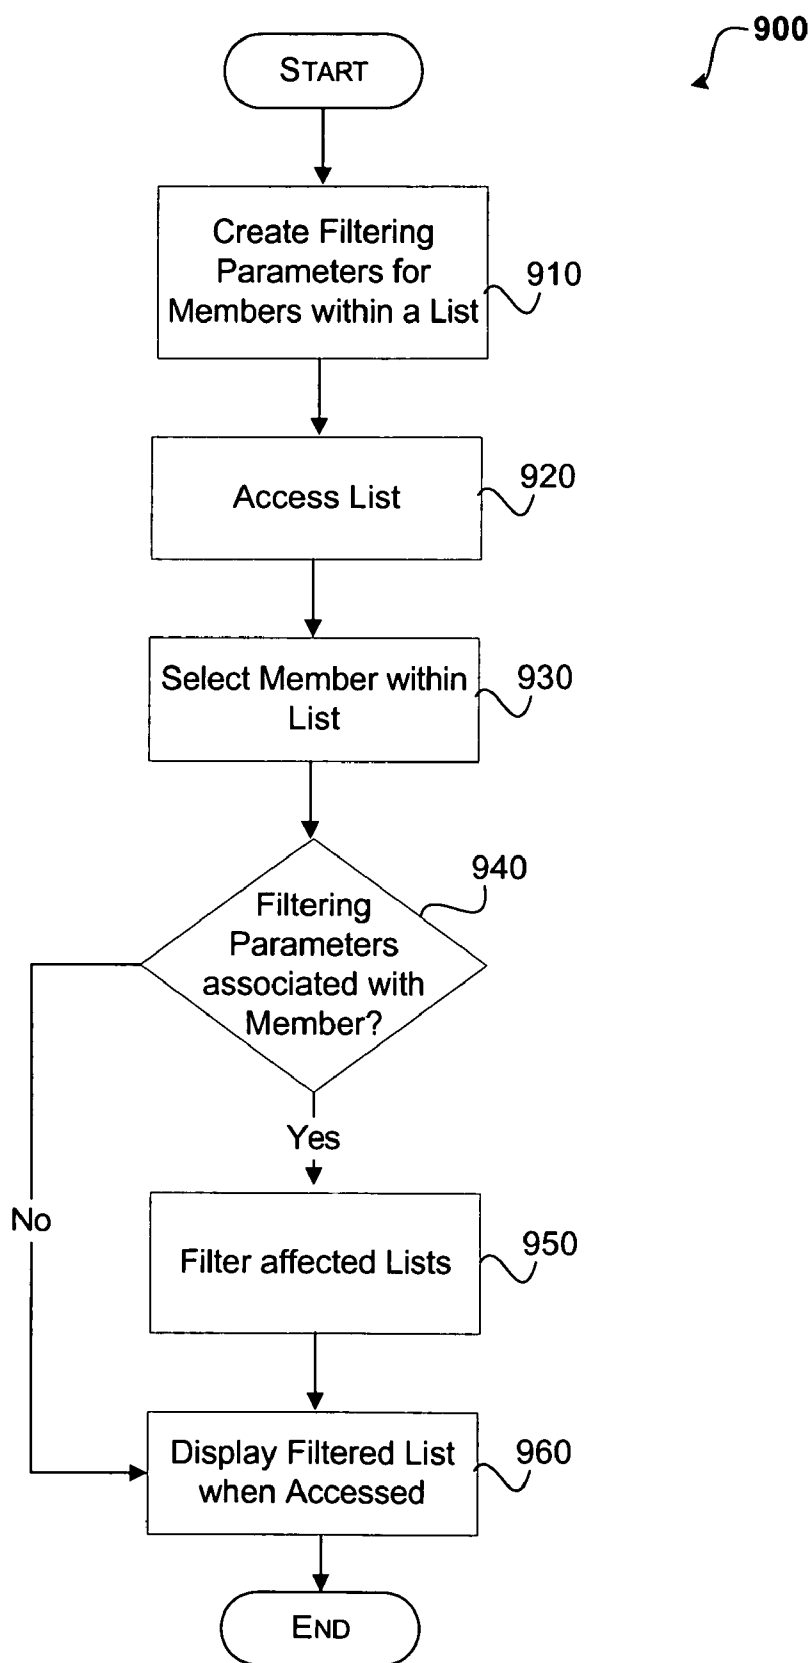 900
START
Create Filtering
Parameters for
Members within a List
910
Access List
920
Select Member within
List
930
Filtering
Parameters
associated with
Member?
940
Yes
No
Filter affected Lists
950
Display Filtered List
when Accessed
960
END